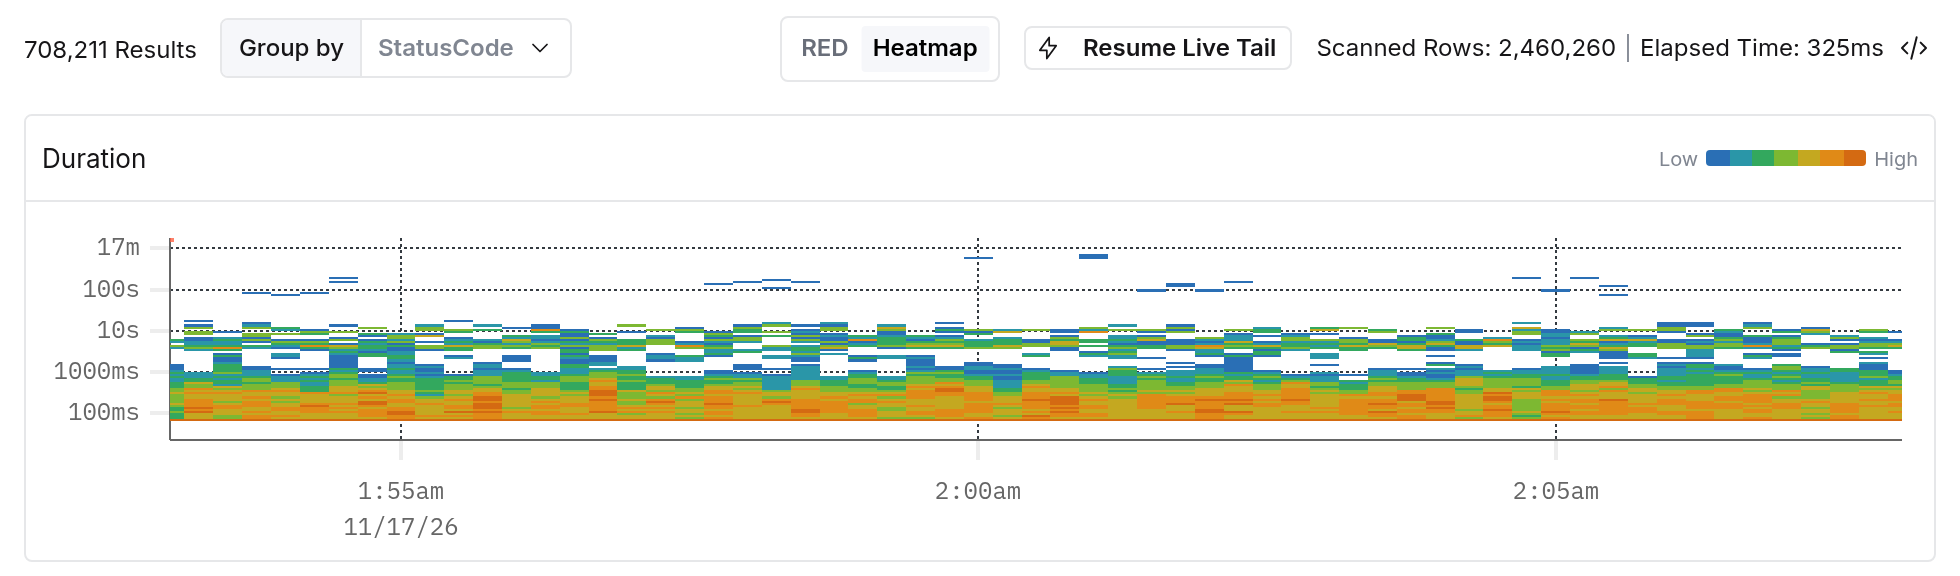 708,211 Results
Group by
StatusCode
RED
Heatmap
Resume Live Tail
Scanned Rows: 2,460,260 | Elapsed Time: 325ms
</>
Duration
Low
High
17m
100s
10s
1000ms
100ms
1:55am
2:00am
2:05am
11/17/26